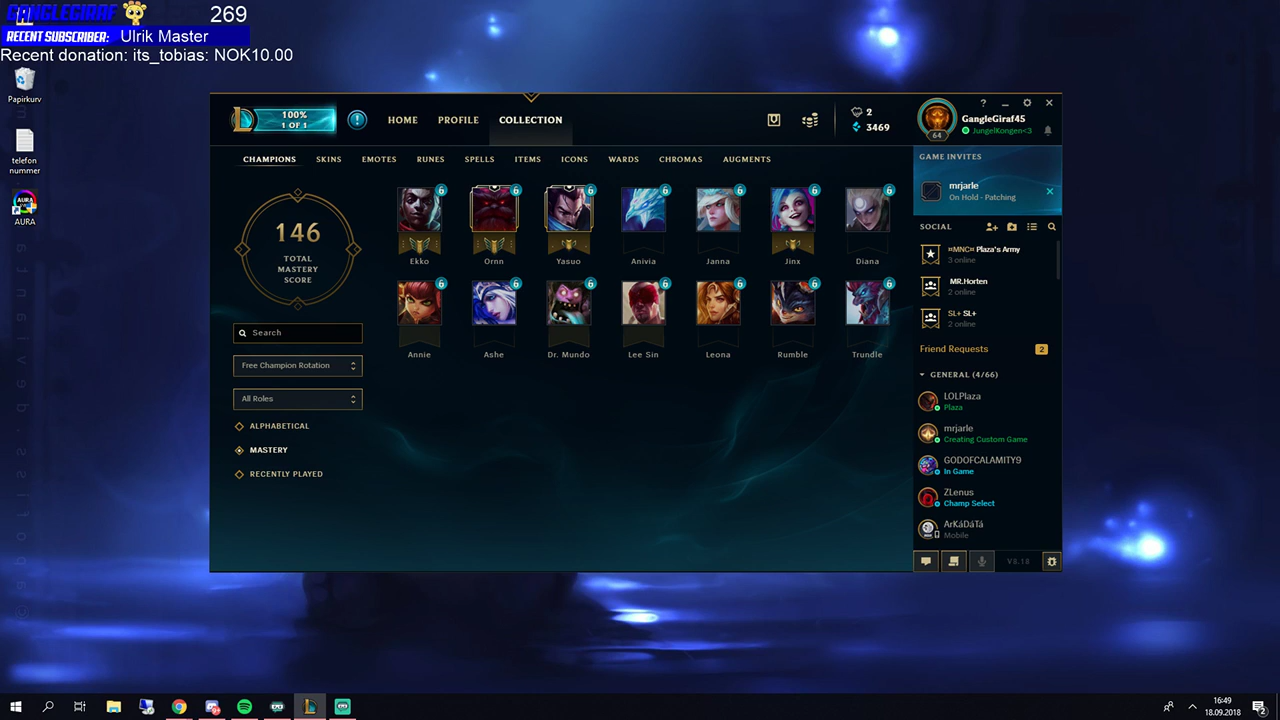 GANGLEGIRAF
269
RECENT SUBSCRIBER: Ulrik Master
Recent donation: its_tobias: NOK10.00
Papirkurv
telefon
nummer
AURA
AURA
100%
1 OF 1
HOME
PROFILE
COLLECTION
2
3469
64
GangleGiraf45
JungelKongen<3
CHAMPIONS
SKINS
EMOTES
RUNES
SPELLS
ITEMS
ICONS
WARDS
CHROMAS
AUGMENTS
146
TOTAL
MASTERY
SCORE
Search
Free Champion Rotation
All Roles
ALPHABETICAL
MASTERY
RECENTLY PLAYED
Ekko
Ornn
Yasuo
Anivia
Janna
Jinx
Diana
Annie
Ashe
Dr. Mundo
Lee Sin
Leona
Rumble
Trundle
GAME INVITES
mrjarle
On Hold - Patching
SOCIAL
¤MNC¤ Plaza's Army
3 online
MR.Horten
2 online
SL+ SL+
2 online
Friend Requests
2
GENERAL (4/66)
LOLPlaza
Plaza
mrjarle
Creating Custom Game
GODOFCALAMITY9
In Game
ZLenus
Champ Select
ArKáDáTá
Mobile
V8.18
16:49
18.09.2018
2